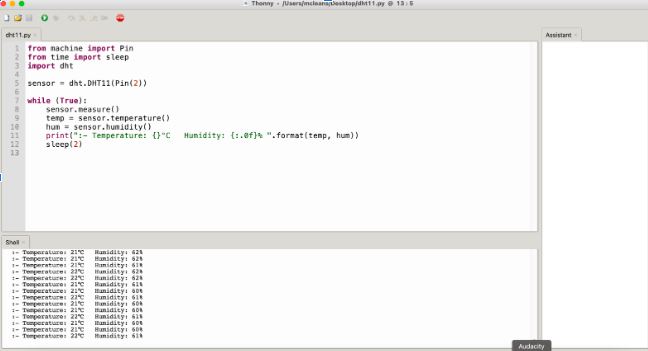 Thonny - /Users/mcleans/Desktop/dht11.py @ 13 : 5
dht11.py
Assistant
1 from machine import Pin
2 from time import sleep
3 import dht
4
5 sensor = dht.DHT11(Pin(2))
6
7 while (True):
8 sensor.measure()
9 temp = sensor.temperature()
10 hum = sensor.humidity()
11 print(":- Temperature: {}°C Humidity: {:.0f}% ".format(temp, hum))
12 sleep(2)
13
Shell
:- Temperature: 21°C Humidity: 62%
:- Temperature: 21°C Humidity: 62%
:- Temperature: 21°C Humidity: 61%
:- Temperature: 22°C Humidity: 62%
:- Temperature: 22°C Humidity: 62%
:- Temperature: 21°C Humidity: 61%
:- Temperature: 21°C Humidity: 60%
:- Temperature: 22°C Humidity: 61%
:- Temperature: 21°C Humidity: 60%
:- Temperature: 21°C Humidity: 60%
:- Temperature: 22°C Humidity: 61%
:- Temperature: 21°C Humidity: 60%
:- Temperature: 21°C Humidity: 60%
:- Temperature: 22°C Humidity: 61%
Audacity